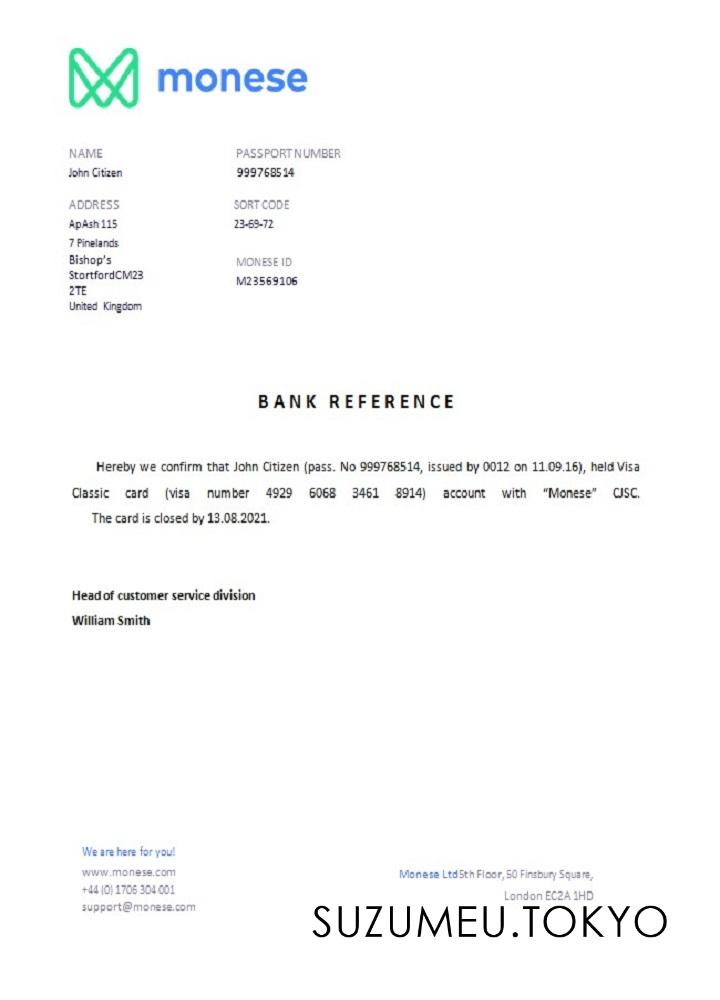 monese
NAME
John Citizen
PASSPORT NUMBER
999768514
ADDRESS
ApAsh 115
7 Pinelands
Bishop's
StortfordCM23
2TE
United Kingdom
SORT CODE
23-69-72
MONESE ID
M23569106
BANK REFERENCE
Hereby we confirm that John Citizen (pass. No 999768514, issued by 0012 on 11.09.16), held Visa
Classic card (visa number 4929 6068 3461 8914) account with “Monese” CJSC.
The card is closed by 13.08.2021.
Head of customer service division
William Smith
We are here for you!
www.monese.com
+44 (0) 1706 304 001
support@monese.com
Monese Ltd 5th Floor, 50 Finsbury Square,
London EC2A 1HD
SUZUMEU.TOKYO